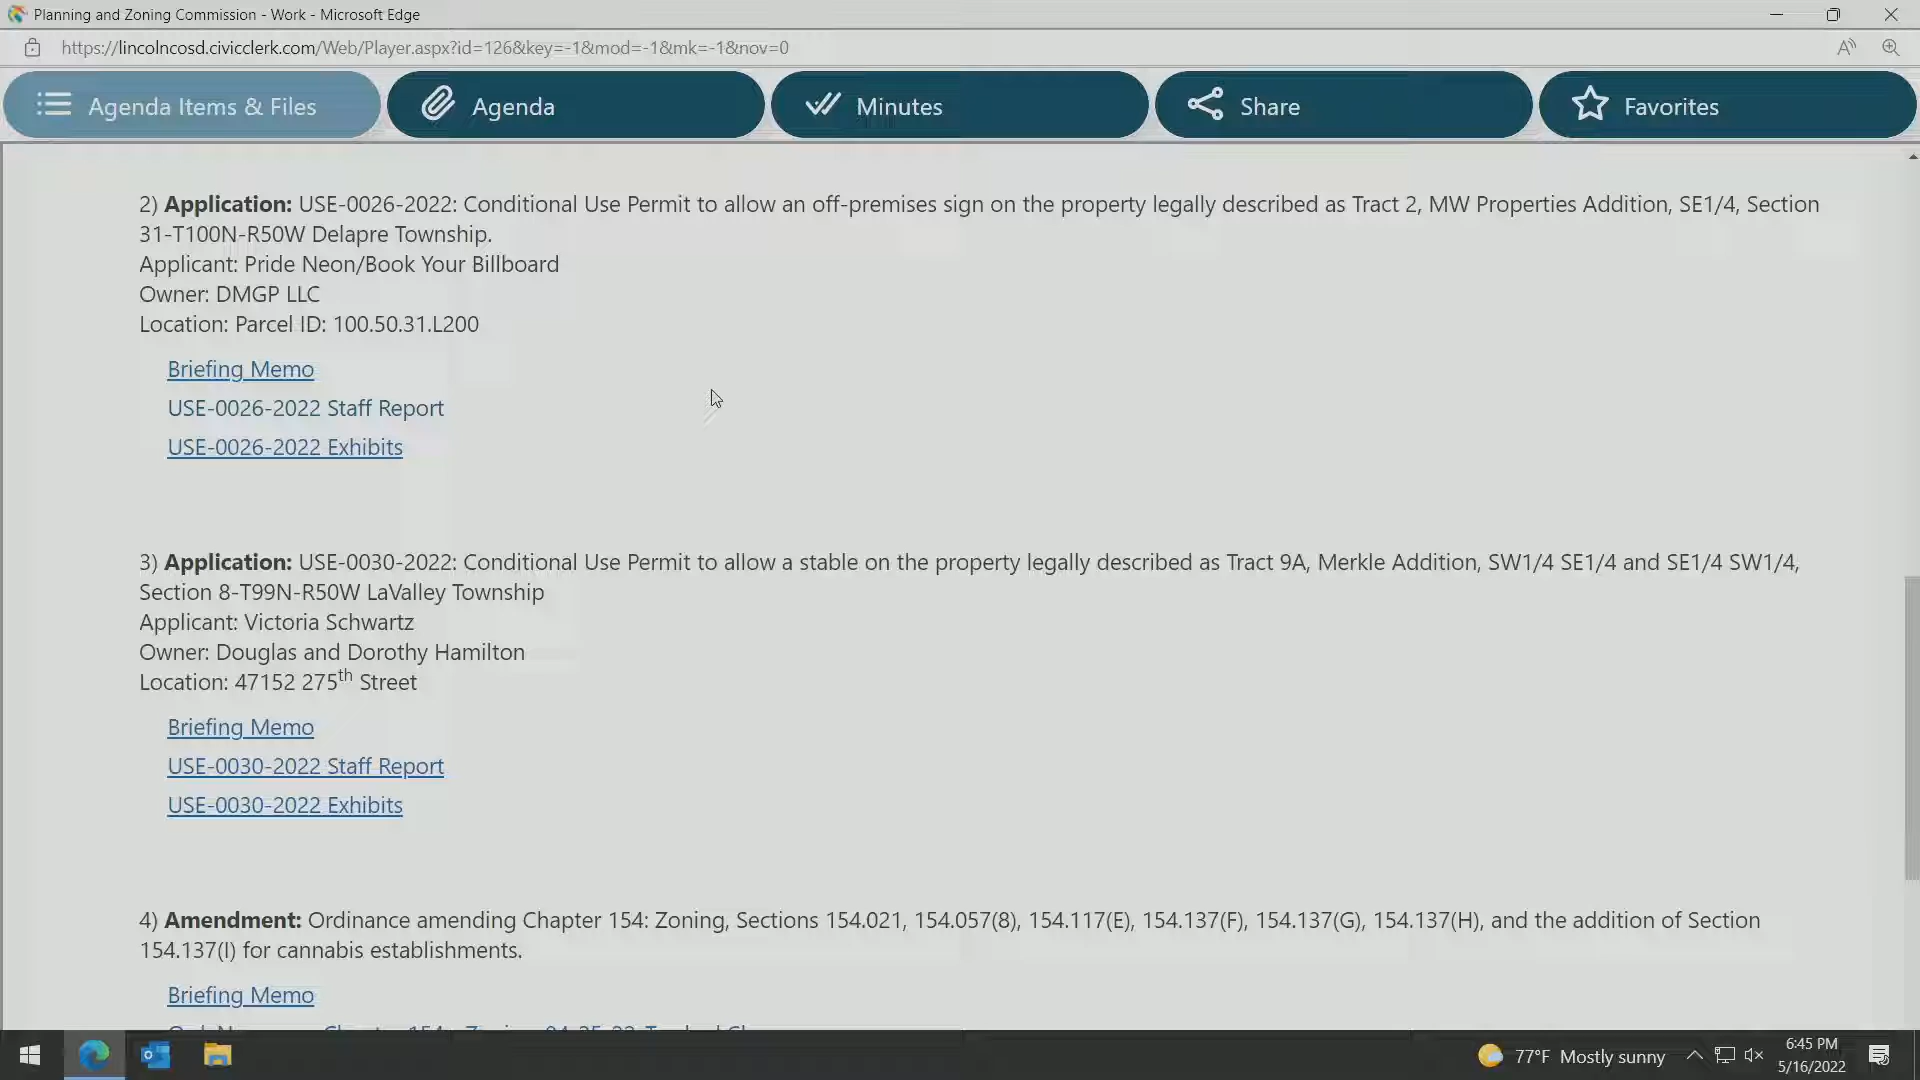 Planning and Zoning Commission - Work - Microsoft Edge
https://lincolncosd.civicclerk.com/Web/Player.aspx?id=126&key=-1&mod=-1&mk=-1&nov=0
Agenda Items & Files
Agenda
Minutes
Share
Favorites
2) Application: USE-0026-2022: Conditional Use Permit to allow an off-premises sign on the property legally described as Tract 2, MW Properties Addition, SE1/4, Section
31-T100N-R50W Delapre Township.
Applicant: Pride Neon/Book Your Billboard
Owner: DMGP LLC
Location: Parcel ID: 100.50.31.L200
Briefing Memo
USE-0026-2022 Staff Report
USE-0026-2022 Exhibits
3) Application: USE-0030-2022: Conditional Use Permit to allow a stable on the property legally described as Tract 9A, Merkle Addition, SW1/4 SE1/4 and SE1/4 SW1/4,
Section 8-T99N-R50W LaValley Township
Applicant: Victoria Schwartz
Owner: Douglas and Dorothy Hamilton
Location: 47152 275th Street
Briefing Memo
USE-0030-2022 Staff Report
USE-0030-2022 Exhibits
4) Amendment: Ordinance amending Chapter 154: Zoning, Sections 154.021, 154.057(8), 154.117(E), 154.137(F), 154.137(G), 154.137(H), and the addition of Section
154.137(I) for cannabis establishments.
Briefing Memo
77°F Mostly sunny
6:45 PM
5/16/2022